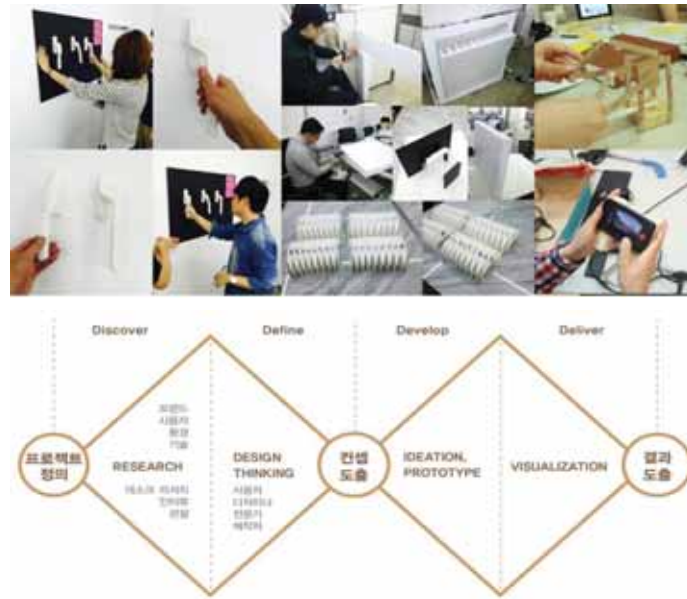 Discover
Define
Develop
Deliver
트렌드
사용자
환경
기술
프로젝트
정의
RESEARCH
데스크 리서치
인터뷰
관찰
DESIGN
THINKING
사용자
디자이너
전문가
제작자
컨셉
도출
IDEATION,
PROTOTYPE
VISUALIZATION
결과
도출